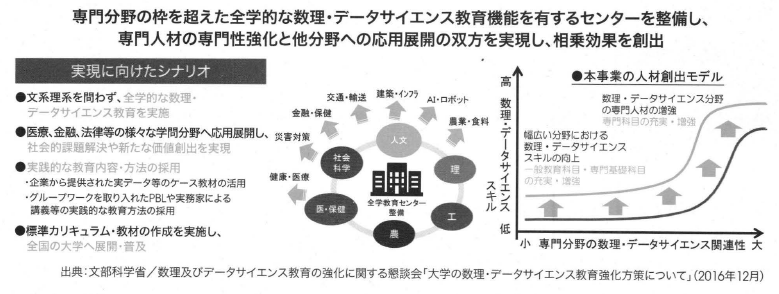 専門分野の枠を超えた全学的な数理・データサイエンス教育機能を有するセンターを整備し、
専門人材の専門性強化と他分野への応用展開の双方を実現し、相乗効果を創出
実現に向けたシナリオ
●文系理系を問わず、全学的な数理・
データサイエンス教育を実施
●医療、金融、法律等の様々な学問分野へ応用展開し、
社会的課題解決や新たな価値創出を実現
●実践的な教育内容・方法の採用
・企業から提供された実データ等のケース教材の活用
・グループワークを取り入れたPBLや実務家による
講義等の実践的な教育方法の採用
●標準カリキュラム・教材の作成を実施し、
全国の大学へ展開・普及
健康・医療
災害対策
金融・保健
交通・輸送
建築・インフラ
AI・ロボット
農業・食料
人文
社会
科学
理
医・保健
工
農
全学教育センター
整備
●本事業の人材創出モデル
高 数理・データサイエンス
スキル 低
数理・データサイエンス分野
の専門人材の増強
専門科目の充実・増強
幅広い分野における
数理・データサイエンス
スキルの向上
一般教育科目・専門基礎科目
の充実・増強
小 専門分野の数理・データサイエンス関連性 大
出典：文部科学省／数理及びデータサイエンス教育の強化に関する懇談会「大学の数理・データサイエンス教育強化方策について」（2016年12月）